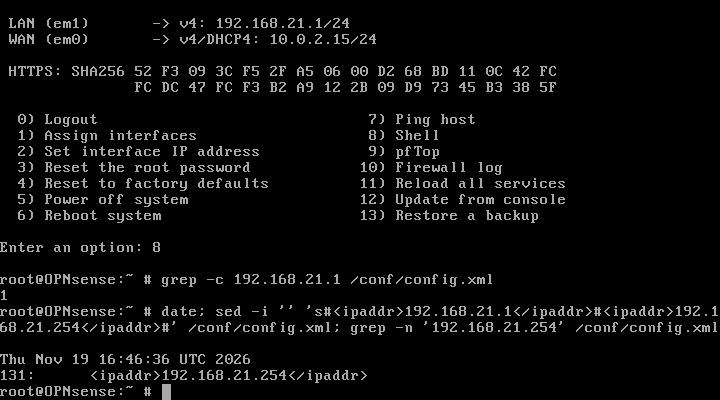 LAN (em1)       -> v4: 192.168.21.1/24
WAN (em0)       -> v4/DHCP4: 10.0.2.15/24
HTTPS: SHA256 52 F3 09 3C F5 2F A5 06 00 D2 68 BD 11 0C 42 FC
FC DC 47 FC F3 B2 A9 12 2B 09 D9 73 45 B3 38 5F
0) Logout                              7) Ping host
1) Assign interfaces                   8) Shell
2) Set interface IP address            9) pfTop
3) Reset the root password            10) Firewall log
4) Reset to factory defaults          11) Reload all services
5) Power off system                   12) Update from console
6) Reboot system                      13) Restore a backup
Enter an option: 8
root@OPNsense:~ # grep -c 192.168.21.1 /conf/config.xml
1
root@OPNsense:~ # date; sed -i '' 's#<ipaddr>192.168.21.1</ipaddr>#<ipaddr>192.1
68.21.254</ipaddr>#' /conf/config.xml; grep -n '192.168.21.254' /conf/config.xml
Thu Nov 19 16:46:36 UTC 2026
131:      <ipaddr>192.168.21.254</ipaddr>
root@OPNsense:~ #